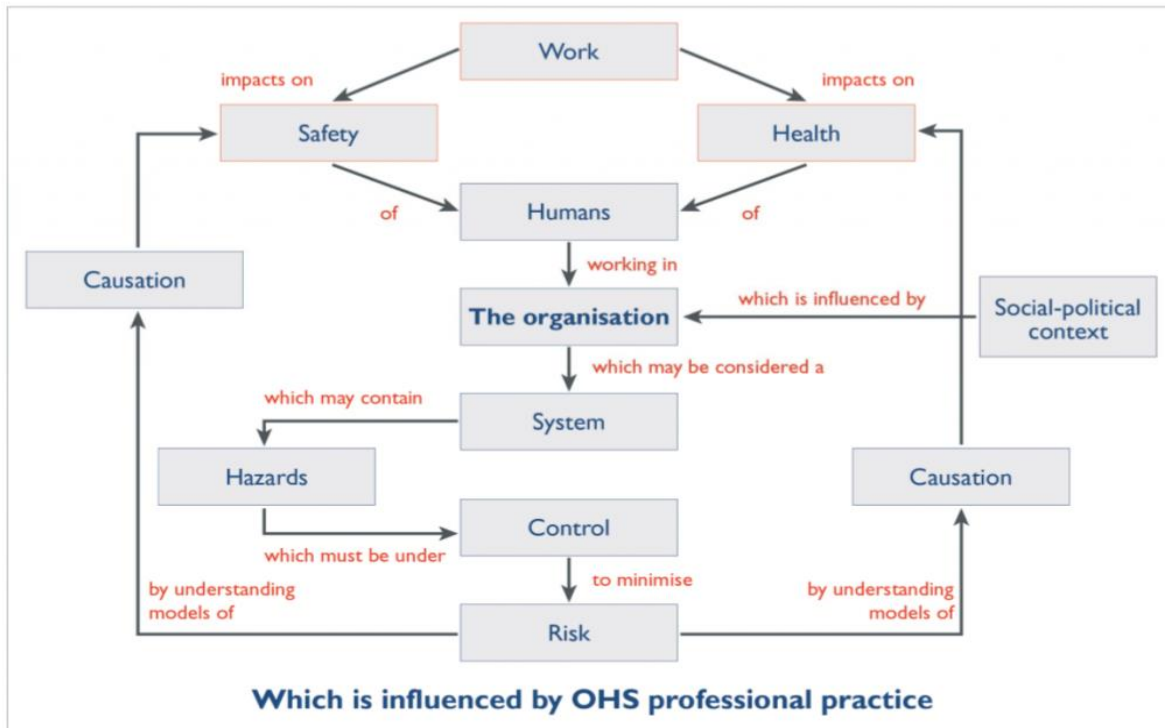 Work
impacts on
impacts on
Safety
Health
of
Humans
of
Causation
working in
The organisation
which is influenced by
Social-political
context
which may be considered a
which may contain
System
Hazards
Causation
Control
which must be under
to minimise
by understanding
models of
by understanding
models of
Risk
Which is influenced by OHS professional practice